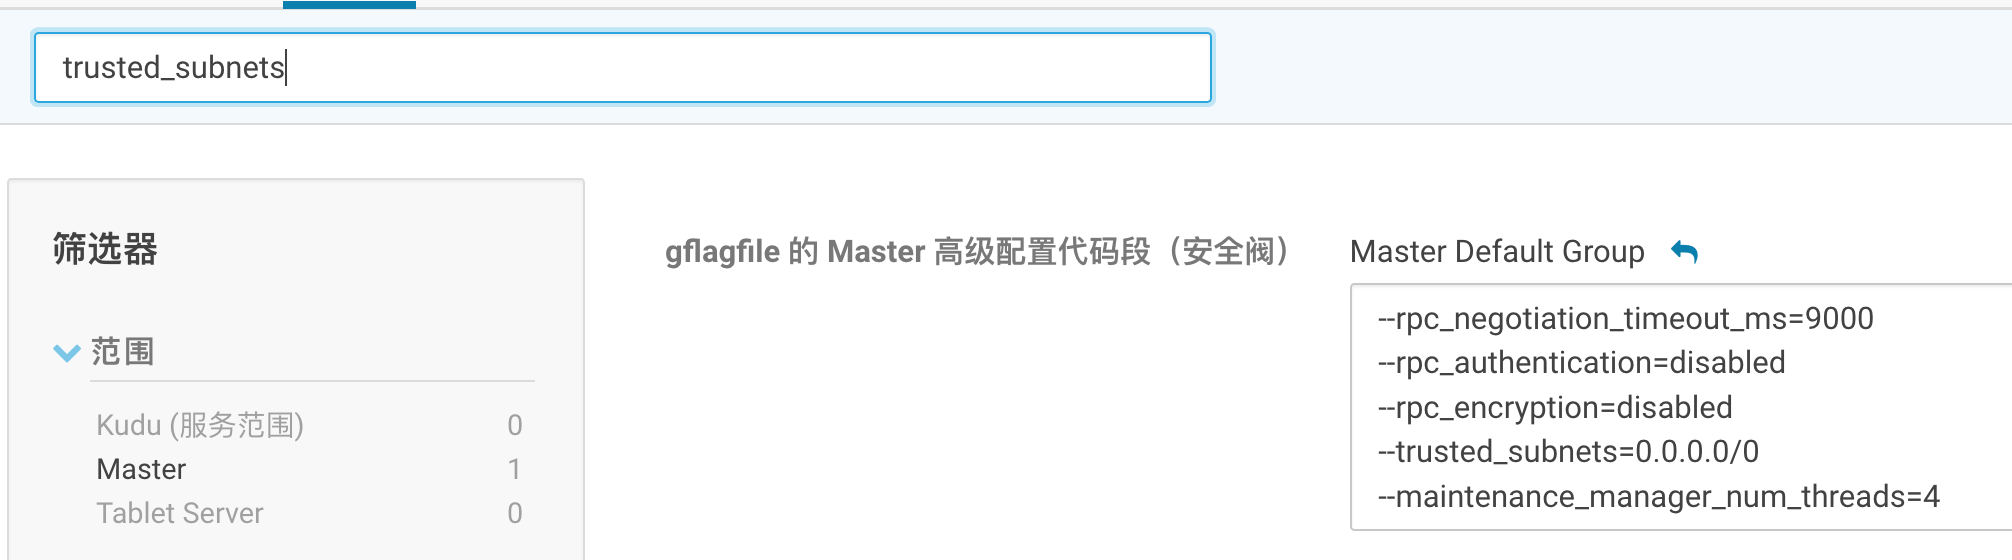 trusted_subnets
筛选器
gflagfile 的 Master 高级配置代码段（安全阀）
Master Default Group
--rpc_negotiation_timeout_ms=9000
--rpc_authentication=disabled
--rpc_encryption=disabled
--trusted_subnets=0.0.0.0/0
--maintenance_manager_num_threads=4
范围
Kudu (服务范围) 0
Master 1
Tablet Server 0